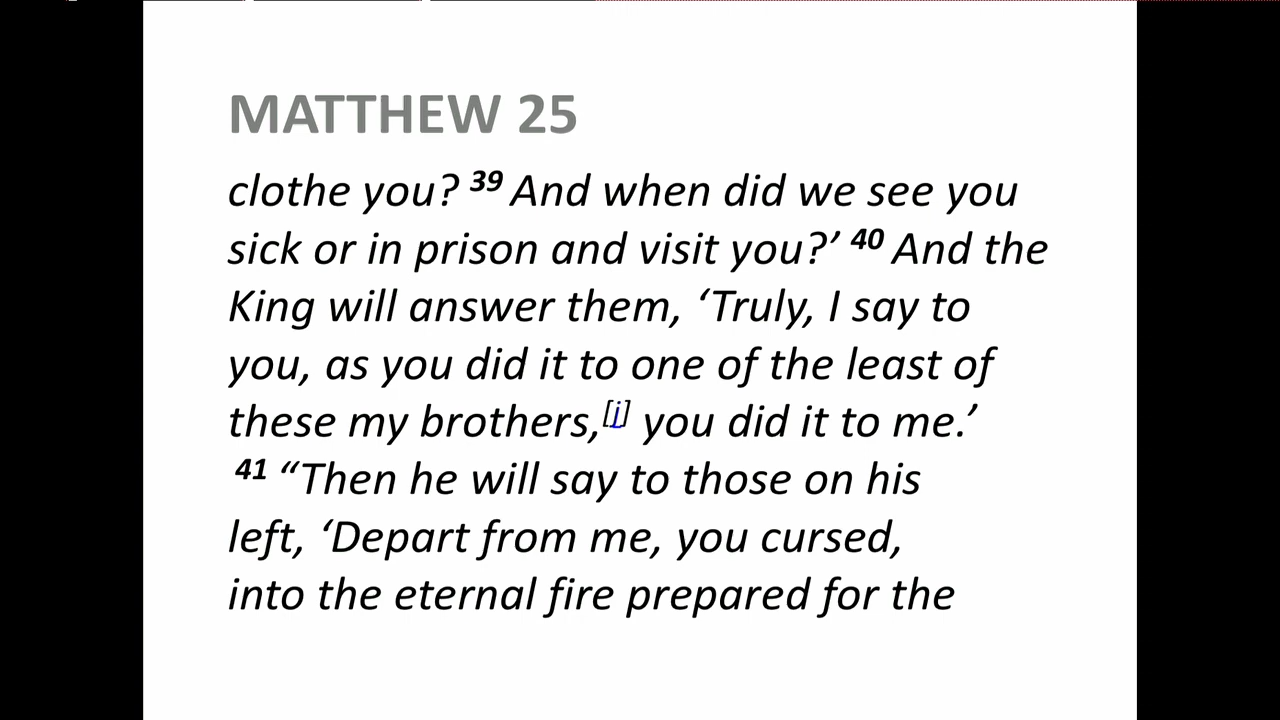 MATTHEW 25
clothe you? 39 And when did we see you
sick or in prison and visit you?’ 40 And the
King will answer them, ‘Truly, I say to
you, as you did it to one of the least of
these my brothers,[j] you did it to me.’
41 “Then he will say to those on his
left, ‘Depart from me, you cursed,
into the eternal fire prepared for the